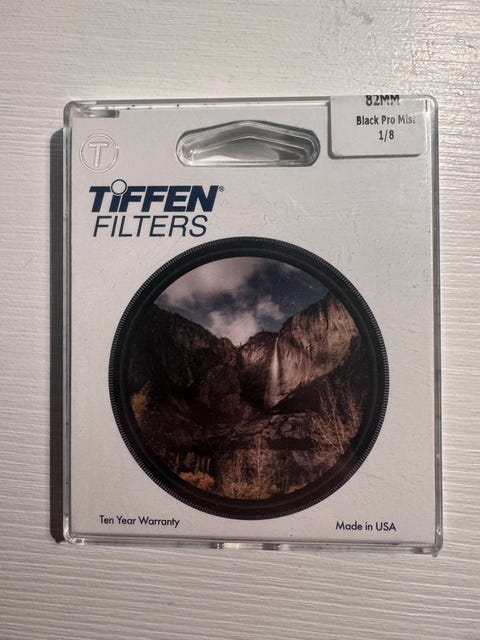 82MM
Black Pro Mist
1/8
T
TiFFEN®
FILTERS
Ten Year Warranty
Made in USA